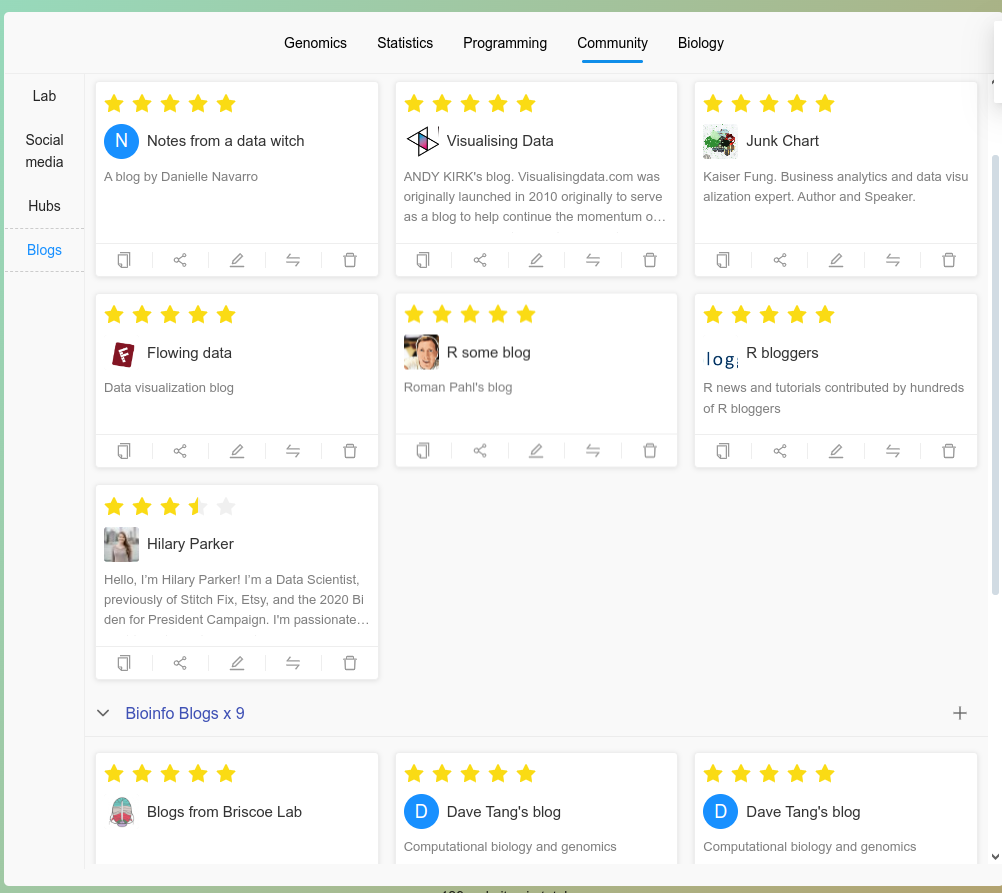 Genomics Statistics Programming Community Biology
Lab
Social
media
Hubs
Blogs
N Notes from a data witch
A blog by Danielle Navarro
Visualising Data
ANDY KIRK's blog. Visualisingdata.com was
originally launched in 2010 originally to serve
as a blog to help continue the momentum o…
Junk Chart
Kaiser Fung. Business analytics and data visu
alization expert. Author and Speaker.
F Flowing data
Data visualization blog
R some blog
Roman Pahl's blog
log R bloggers
R news and tutorials contributed by hundreds
of R bloggers
Hilary Parker
Hello, I’m Hilary Parker! I’m a Data Scientist,
previously of Stitch Fix, Etsy, and the 2020 Bi
den for President Campaign. I'm passionate…
Bioinfo Blogs x 9
Blogs from Briscoe Lab
D Dave Tang's blog
Computational biology and genomics
D Dave Tang's blog
Computational biology and genomics